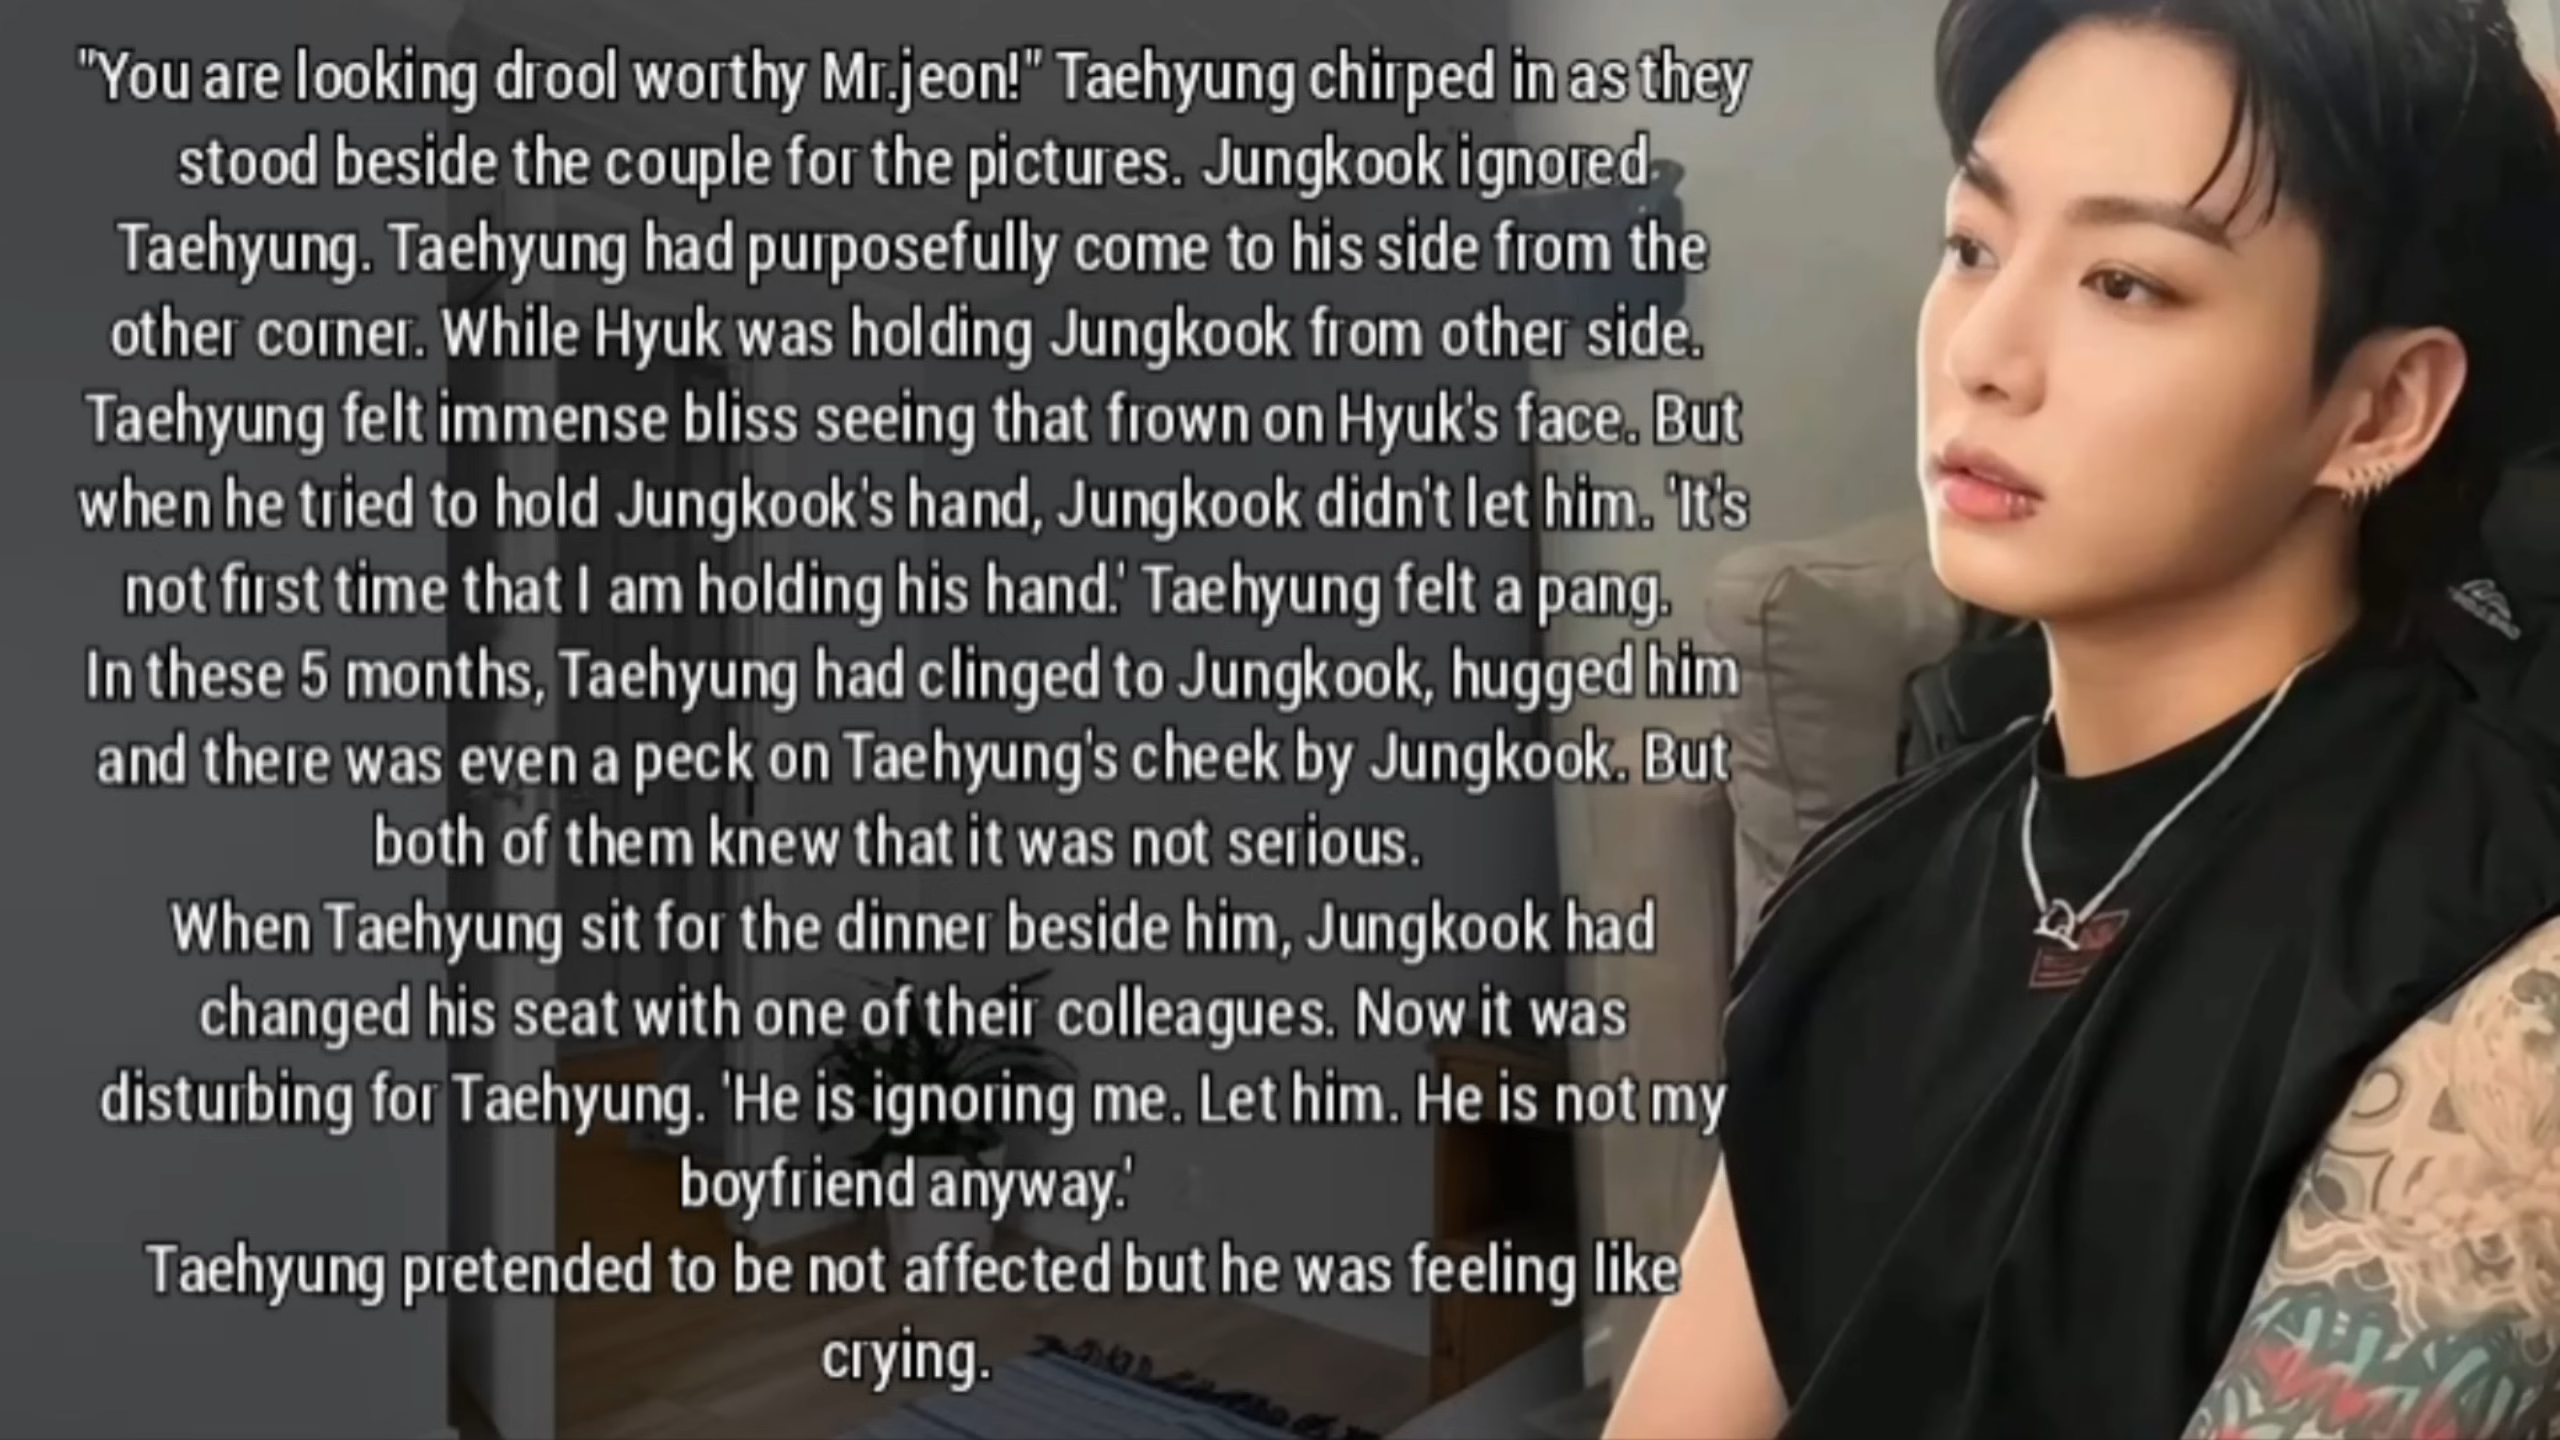 "You are looking drool worthy Mr.jeon!" Taehyung chirped in as they
stood beside the couple for the pictures. Jungkook ignored
Taehyung. Taehyung had purposefully come to his side from the
other corner. While Hyuk was holding Jungkook from other side.
Taehyung felt immense bliss seeing that frown on Hyuk's face. But
when he tried to hold Jungkook's hand, Jungkook didn't let him. 'It's
not first time that I am holding his hand.' Taehyung felt a pang.
In these 5 months, Taehyung had clinged to Jungkook, hugged him
and there was even a peck on Taehyung's cheek by Jungkook. But
both of them knew that it was not serious.
When Taehyung sit for the dinner beside him, Jungkook had
changed his seat with one of their colleagues. Now it was
disturbing for Taehyung. 'He is ignoring me. Let him. He is not my
boyfriend anyway.'
Taehyung pretended to be not affected but he was feeling like
crying.